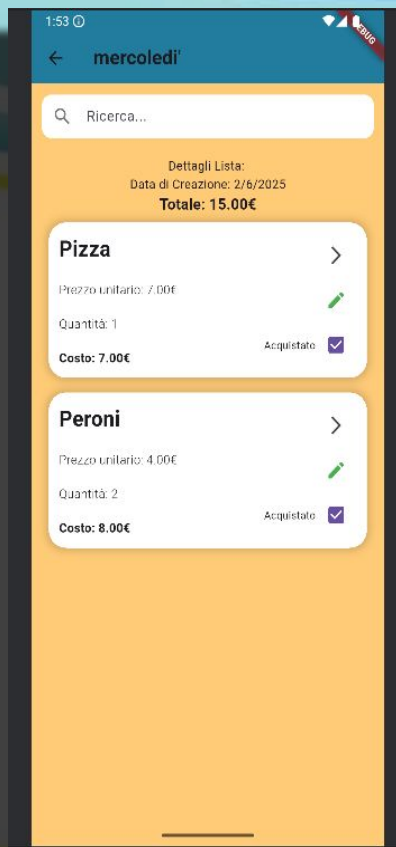 1:53
DEBUG
mercoledi'
Ricerca...
Dettagli Lista:
Data di Creazione: 2/6/2025
Totale: 15.00€
Pizza
Prezzo unitario: 7.00€
Quantità: 1
Acquistato
Costo: 7.00€
Peroni
Prezzo unitario: 4.00€
Quantità: 2
Acquistato
Costo: 8.00€